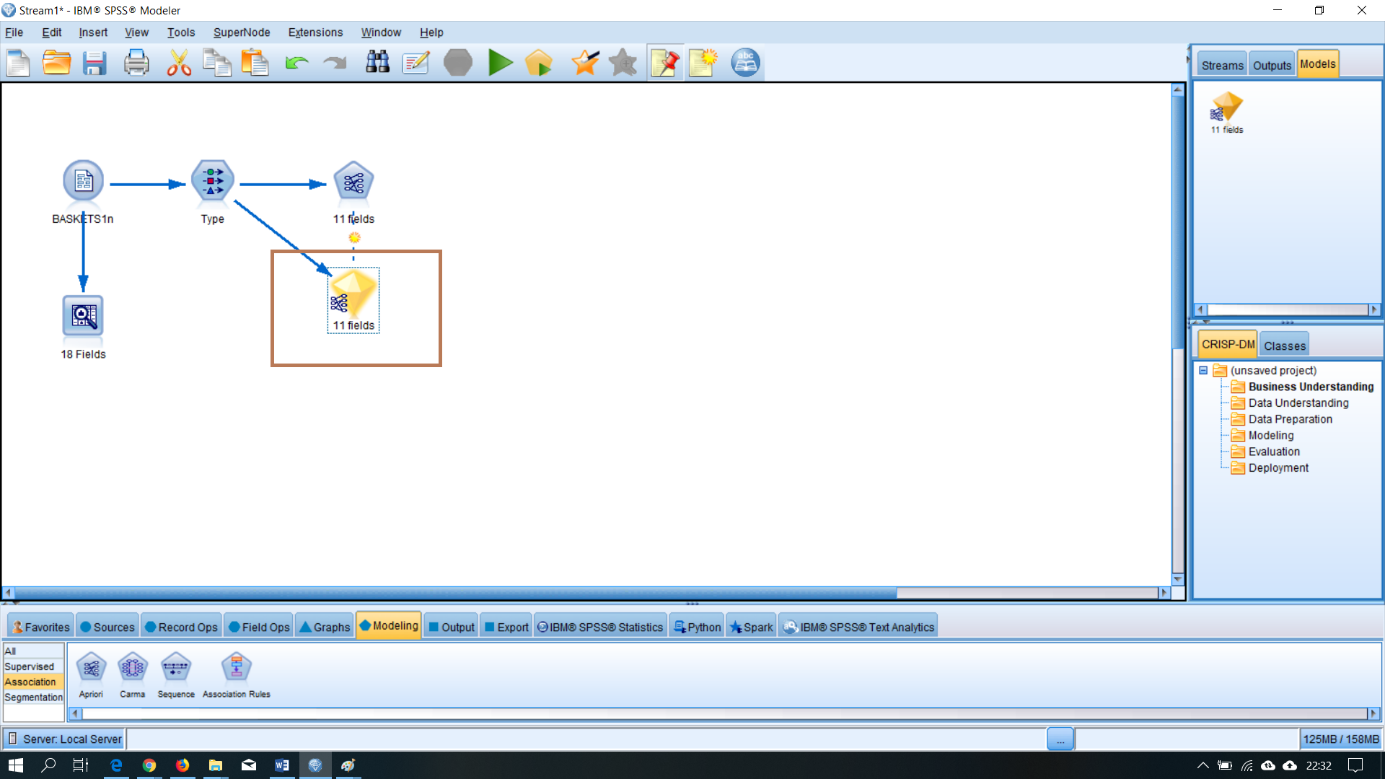 Stream1* - IBM® SPSS® Modeler
File Edit Insert View Tools SuperNode Extensions Window Help
Streams Outputs Models
11 fields
BASKETS1n Type 11 fields
11 fields
18 Fields
CRISP-DM Classes
(unsaved project)
Business Understanding
Data Understanding
Data Preparation
Modeling
Evaluation
Deployment
Favorites Sources Record Ops Field Ops Graphs Modeling Output Export IBM® SPSS® Statistics Python Spark IBM® SPSS® Text Analytics
All
Supervised
Association
Segmentation
Apriori Carma Sequence Association Rules
Server: Local Server ... 125MB / 158MB
22:32